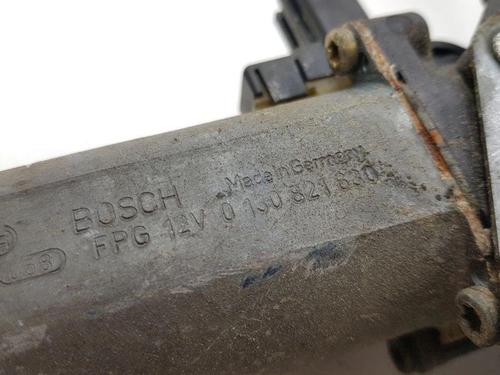 BOSCH
Made in Germany
FPG 12V 0 130 821 630